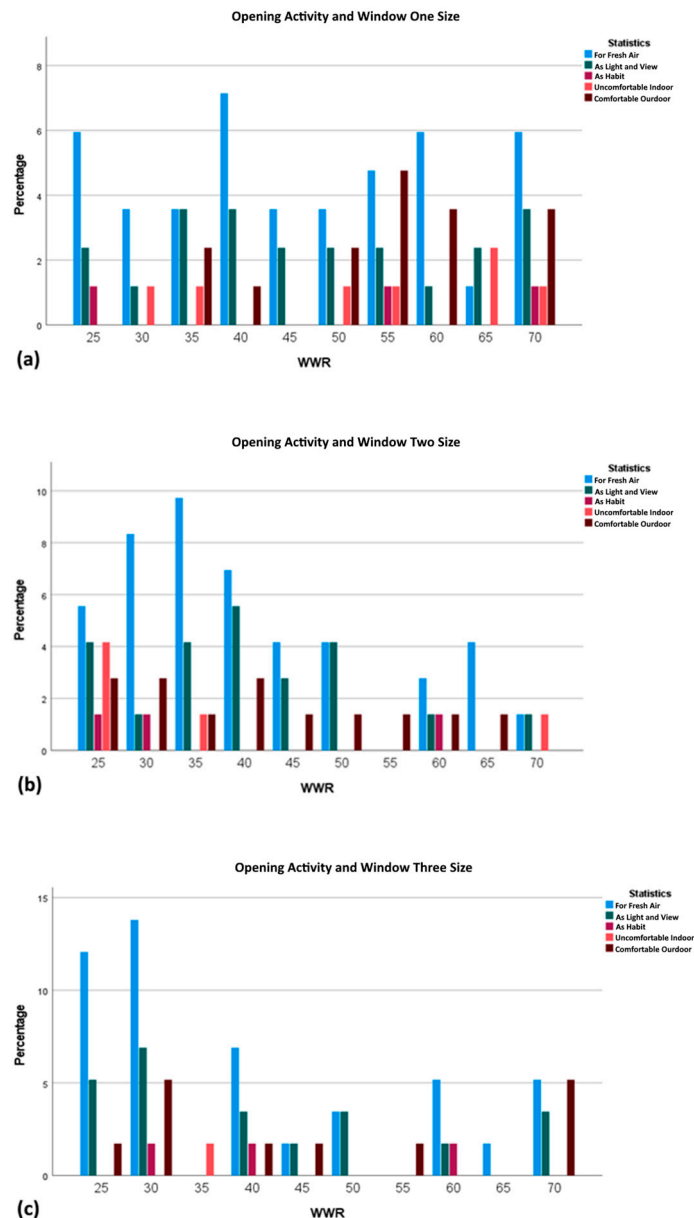 Opening Activity and Window One Size
Statistics
For Fresh Air
As Light and View
As Habit
Uncomfortable Indoor
Comfortable Ourdoor
Percentage
8
6
4
2
0
25 30 35 40 45 50 55 60 65 70
WWR
(a)
Opening Activity and Window Two Size
Statistics
For Fresh Air
As Light and View
As Habit
Uncomfortable Indoor
Comfortable Ourdoor
Percentage
10
8
6
4
2
0
25 30 35 40 45 50 55 60 65 70
WWR
(b)
Opening Activity and Window Three Size
Statistics
For Fresh Air
As Light and View
As Habit
Uncomfortable Indoor
Comfortable Ourdoor
Percentage
15
10
5
0
25 30 35 40 45 50 55 60 70
WWR
(c)